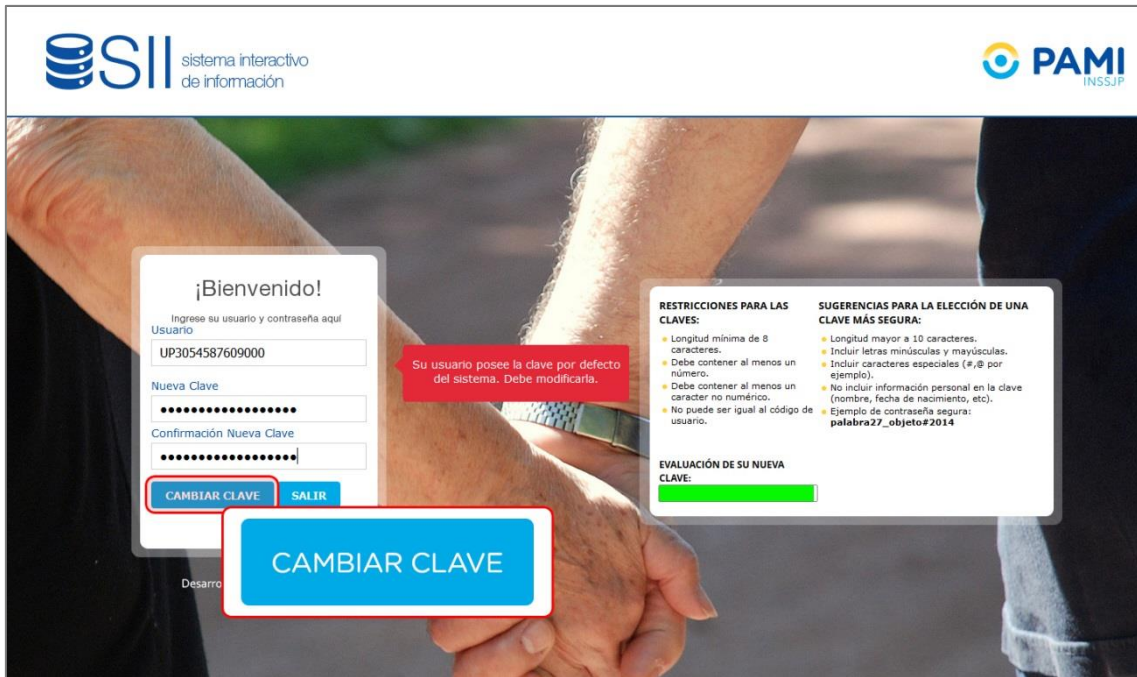 SII sistema interactivo
de información
PAMI
INSSJP
¡Bienvenido!
Ingrese su usuario y contraseña aquí
Usuario
UP3054587609000
Nueva Clave
Confirmación Nueva Clave
CAMBIAR CLAVE SALIR
CAMBIAR CLAVE
Desarro
Su usuario posee la clave por defecto
del sistema. Debe modificarla.
RESTRICCIONES PARA LAS
CLAVES:
Longitud mínima de 8
caracteres.
Debe contener al menos un
número.
Debe contener al menos un
caracter no numérico.
No puede ser igual al código de
usuario.
SUGERENCIAS PARA LA ELECCIÓN DE UNA
CLAVE MÁS SEGURA:
Longitud mayor a 10 caracteres.
Incluir letras minúsculas y mayúsculas.
Incluir caracteres especiales (#,@ por
ejemplo).
No incluir información personal en la clave
(nombre, fecha de nacimiento, etc).
Ejemplo de contraseña segura:
palabra27_objeto#2014
EVALUACIÓN DE SU NUEVA
CLAVE: